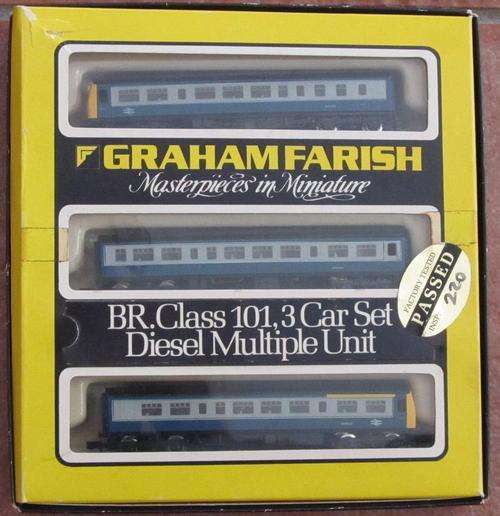 GRAHAM FARISH
Masterpieces in Miniature
BR. Class 101, 3 Car Set
Diesel Multiple Unit
FACTORY TESTED
PASSED
INSP 220